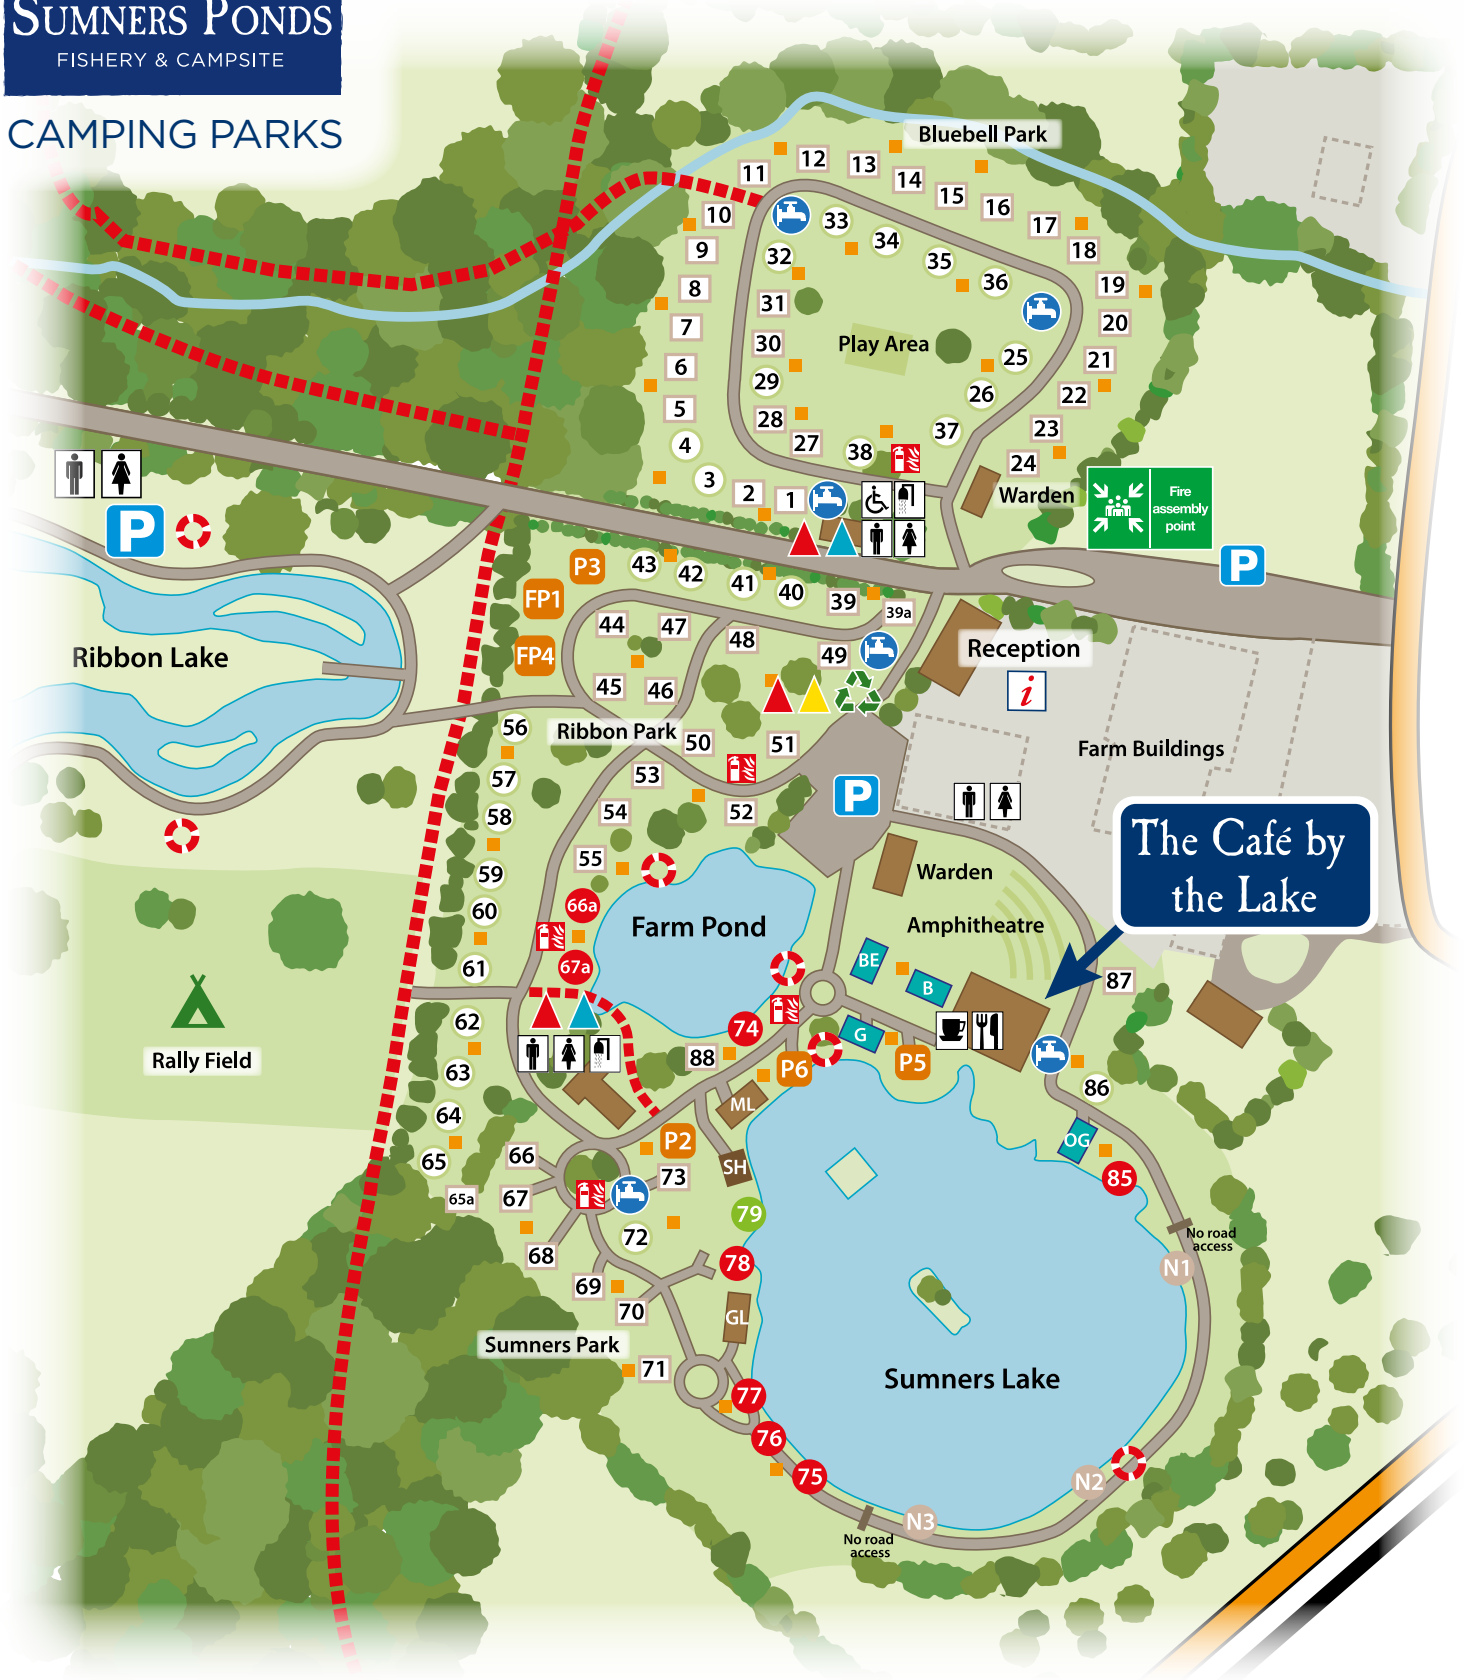 SUMNERS PONDS
FISHERY & CAMPSITE
CAMPING PARKS
Bluebell Park
11
12
13
14
15
16
17
18
19
20
21
22
23
24
10
9
8
7
6
5
4
3
2
1
33
34
35
36
32
31
30
29
28
27
38
37
26
25
Play Area
Warden
Fire
assembly
point
P
P
P3
FP1
FP4
43
42
41
40
39
39a
44
47
48
49
45
46
Ribbon Lake
Reception
i
Ribbon Park
50
51
53
52
54
55
56
57
58
59
60
61
Farm Buildings
P
The Café by
the Lake
Warden
Amphitheatre
66a
67a
Farm Pond
BE
B
G
87
74
88
P6
P5
86
Rally Field
62
63
64
65
65a
ML
P2
SH
OG
85
66
67
68
69
70
71
72
73
79
78
GL
No road
access
N1
Sumners Park
Sumners Lake
77
76
75
N2
N3
No road
access